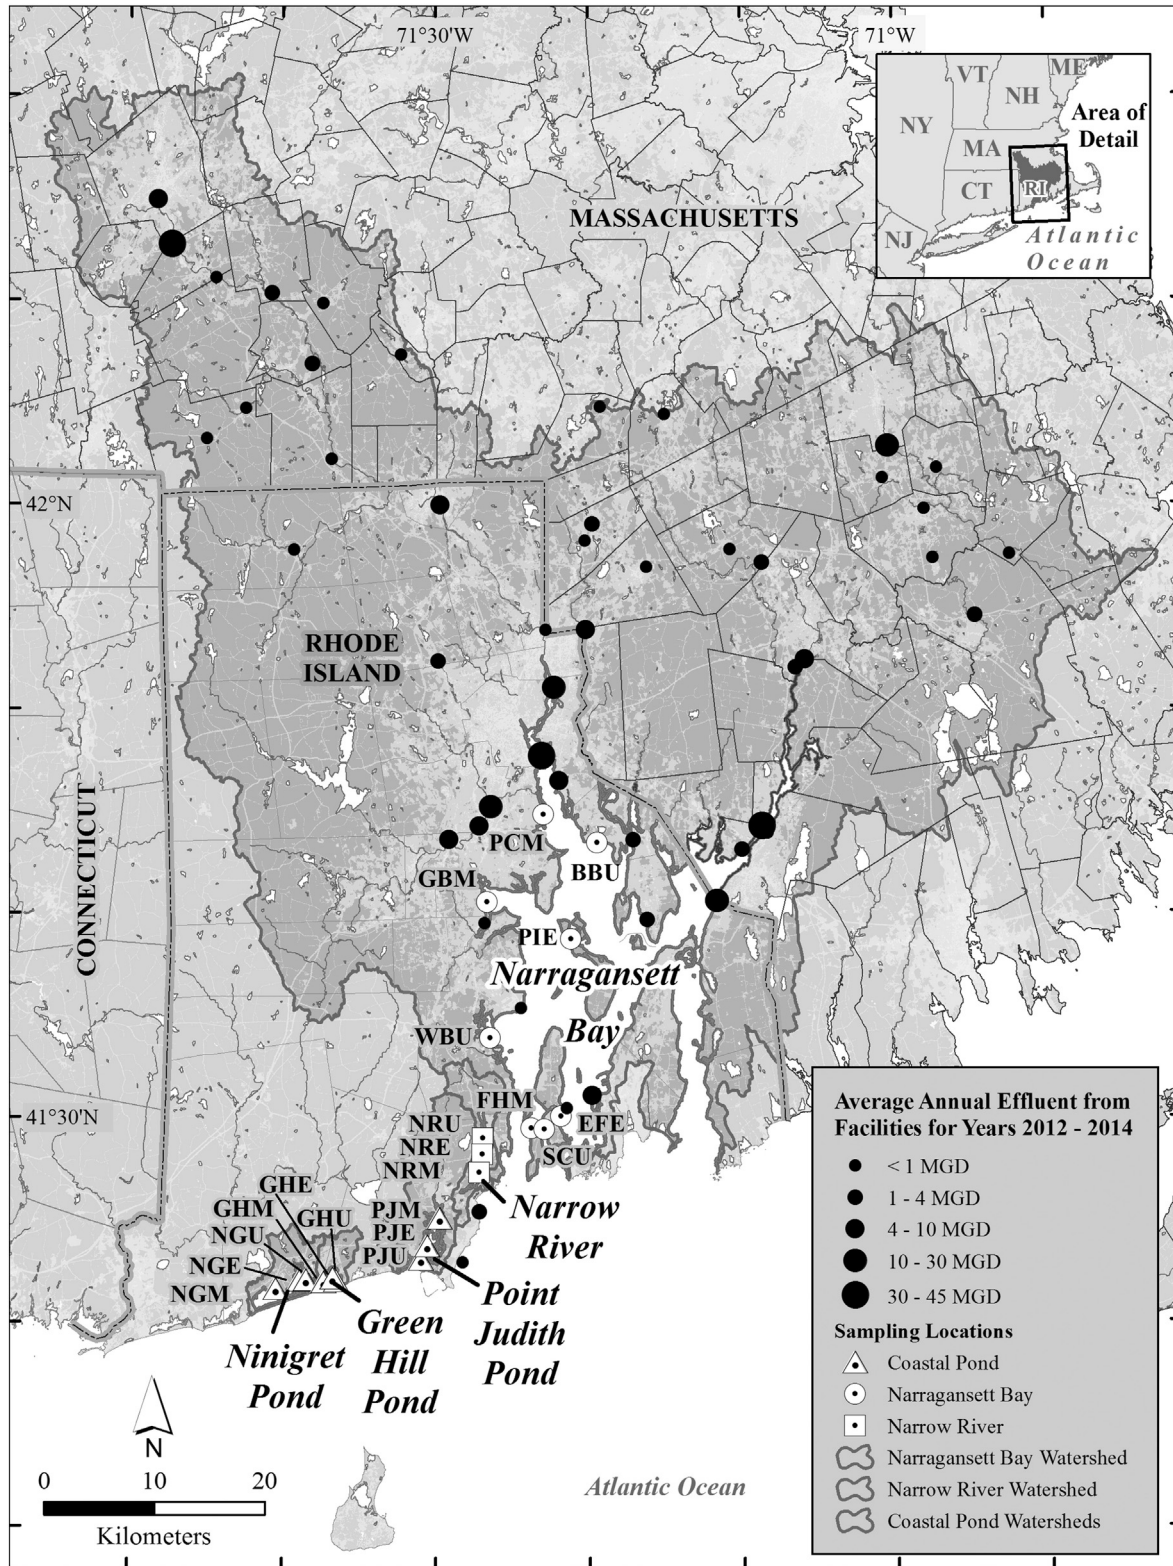 71°30'W
71°W
VT
ME
NH
NY
Area of
Detail
MA
CT
RI
NJ
Atlantic
Ocean
MASSACHUSETTS
42°N
RHODE
ISLAND
CONNECTICUT
PCM
BBU
GBM
PIE
Narragansett
Bay
WBU
41°30'N
FHM
EFE
SCU
NRU
NRE
NRM
Narrow
River
GHE
GHM
GHU
NGU
NGE
NGM
PJM
PJE
PJU
Point
Judith
Pond
Green
Hill
Pond
Ninigret
Pond
N
0 10 20
Kilometers
Atlantic Ocean
Average Annual Effluent from
Facilities for Years 2012 - 2014
< 1 MGD
1 - 4 MGD
4 - 10 MGD
10 - 30 MGD
30 - 45 MGD
Sampling Locations
Coastal Pond
Narragansett Bay
Narrow River
Narragansett Bay Watershed
Narrow River Watershed
Coastal Pond Watersheds